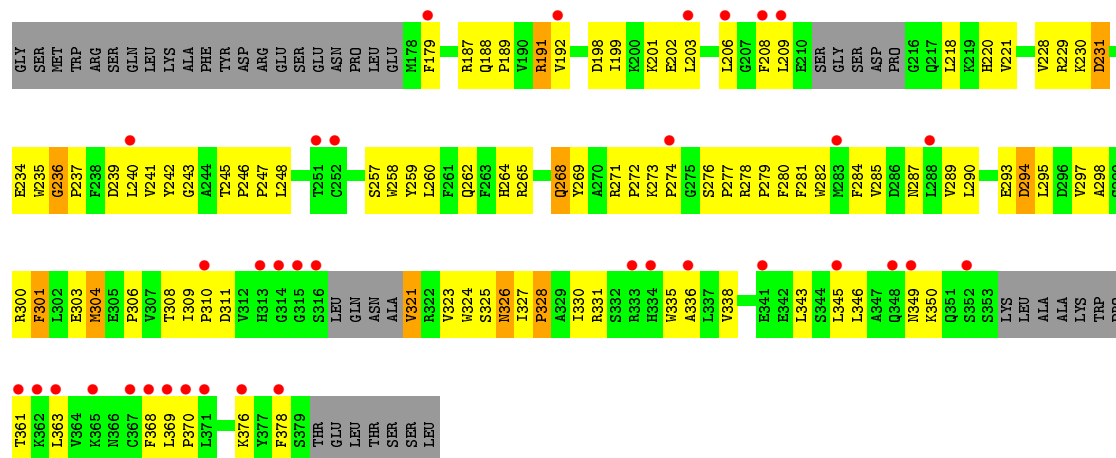 GLY SER MET TRP ARG SER GLN LEU LYS ALA PHE TYR ASP ARG GLU SER GLU ASN PRO LEU GLU M178 F179 R187 Q188 P189 V190 R191 V192 D198 I199 K200 K201 E202 L203 L206 G207 F208 L209 E210 SER GLY SER ASP PRO G216 Q217 L218 K219 H220 V221 V228 R229 K230 D231
E234 W235 G236 P237 F238 D239 L240 V241 Y242 G243 A244 T245 P246 P247 L248 T251 C252 S257 W258 Y259 L260 F261 Q262 F263 H264 R265 Q268 Y269 A270 R271 P272 K273 P274 G275 S276 P277 R278 P279 F280 F281 W282 M283 F284 V285 D286 N287 L288 V289 L290 E293 D294 L295 D296 V297 A298
R300 F301 L302 E303 M304 E305 P306 V307 T308 I309 P310 D311 V312 H313 G314 G315 S316 LEU GLN ASN ALA V321 R322 V323 W324 S325 N326 I327 P328 A329 I330 R331 S332 R333 H334 W335 A336 L337 V338 E341 E342 L343 S344 L345 L346 A347 Q348 N349 K350 Q351 S352 S353 LYS LEU ALA ALA LYS TRP
T361 K362 L363 V364 K365 N366 C367 F368 L369 P370 L371 K376 Y377 F378 S379 THR GLU LEU THR SER SER LEU